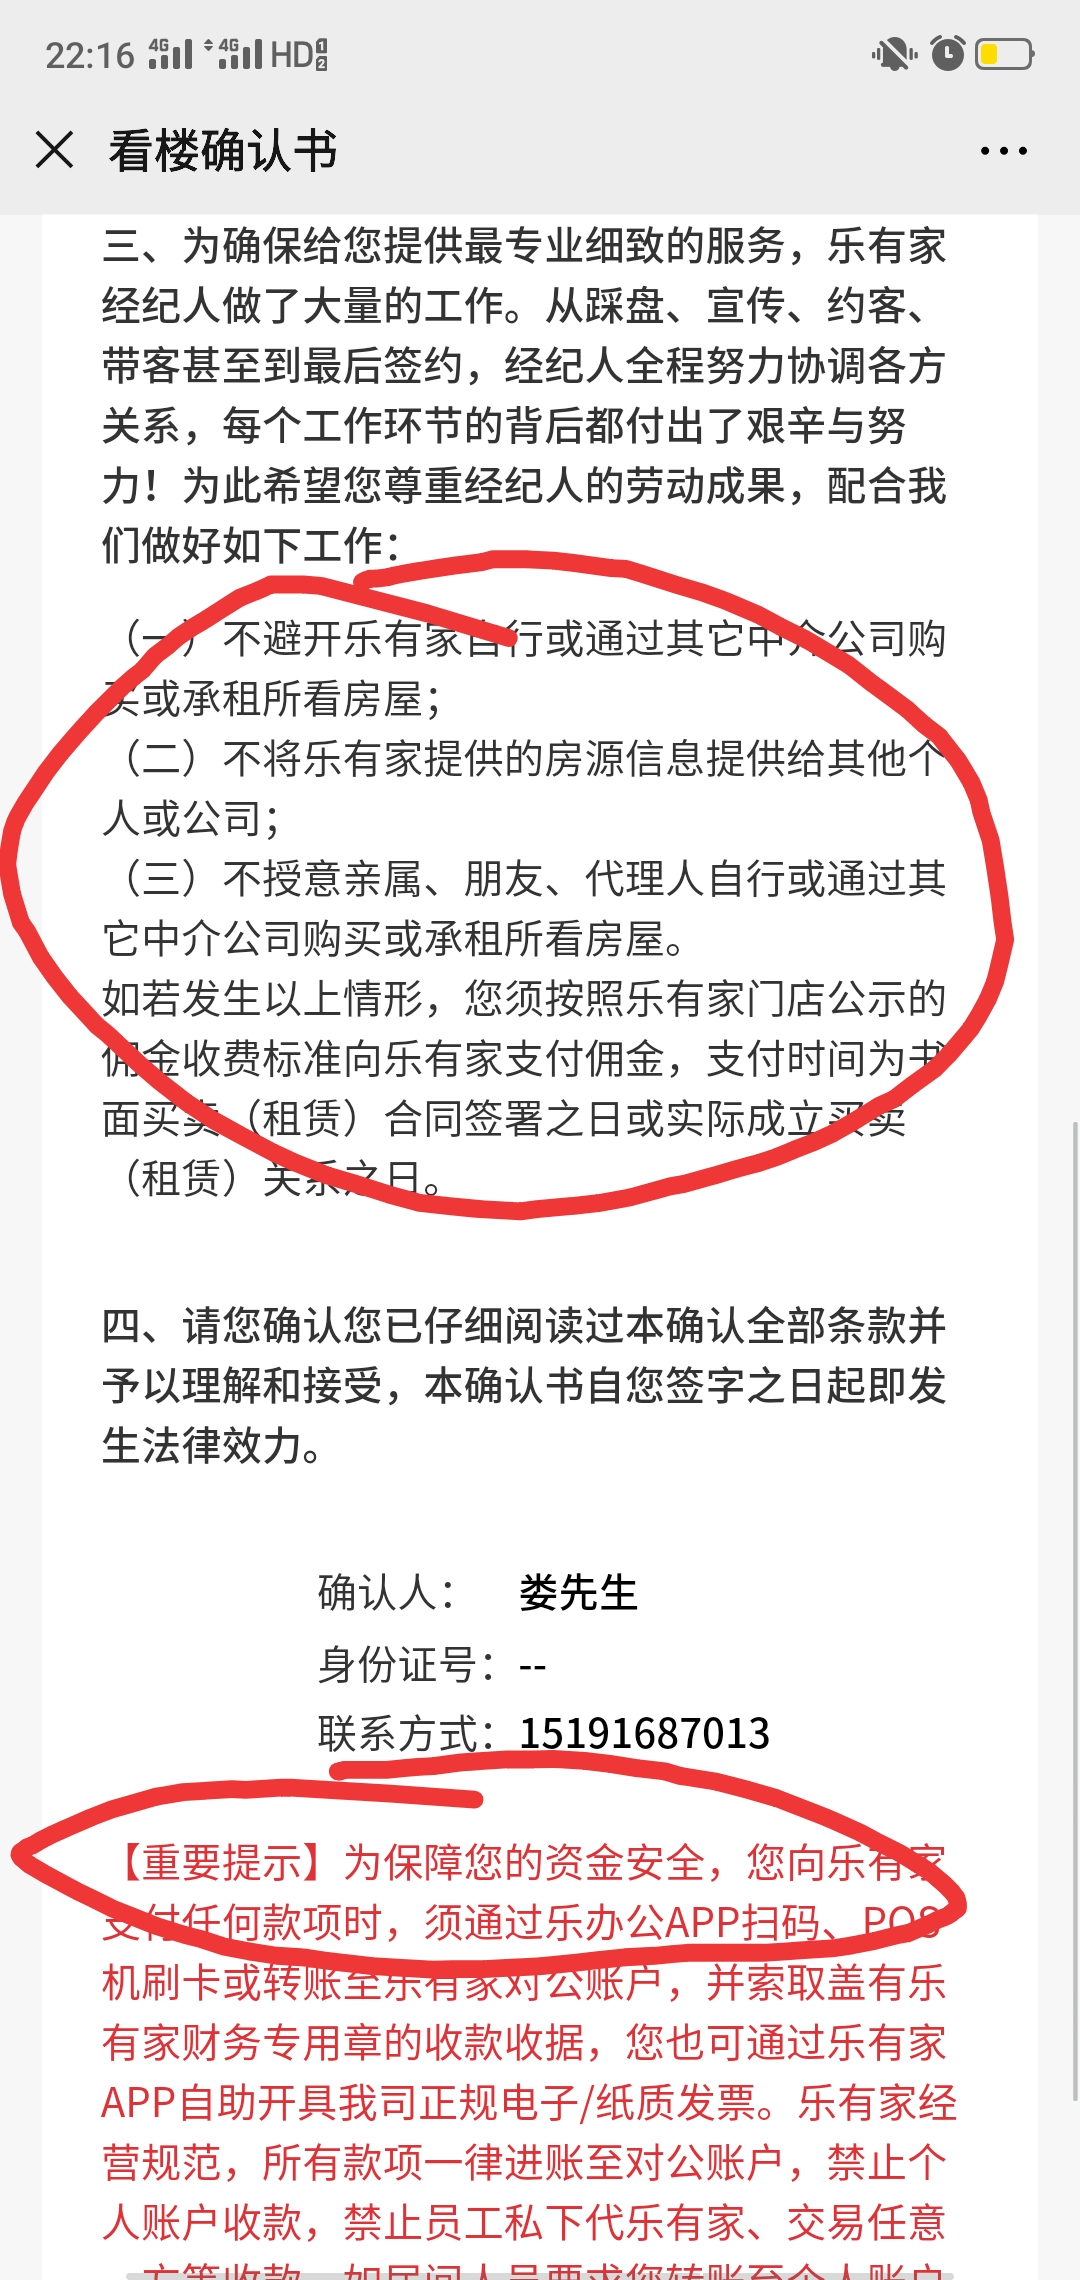 22:16 4G 4G HD 1 2
看楼确认书
三、为确保给您提供最专业细致的服务，乐有家
经纪人做了大量的工作。从踩盘、宣传、约客、
带客甚至到最后签约，经纪人全程努力协调各方
关系，每个工作环节的背后都付出了艰辛与努
力！为此希望您尊重经纪人的劳动成果，配合我
们做好如下工作：
（一）不避开乐有家自行或通过其它中介公司购
买或承租所看房屋；
（二）不将乐有家提供的房源信息提供给其他个
人或公司；
（三）不授意亲属、朋友、代理人自行或通过其
它中介公司购买或承租所看房屋。
如若发生以上情形，您须按照乐有家门店公示的
佣金收费标准向乐有家支付佣金，支付时间为书
面买卖（租赁）合同签署之日或实际成立买卖
（租赁）关系之日。
四、请您确认您已仔细阅读过本确认全部条款并
予以理解和接受，本确认书自您签字之日起即发
生法律效力。
确认人： 娄先生
身份证号：--
联系方式：15191687013
【重要提示】为保障您的资金安全，您向乐有家
支付任何款项时，须通过乐办公APP扫码、POS
机刷卡或转账至乐有家对公账户，并索取盖有乐
有家财务专用章的收款收据，您也可通过乐有家
APP自助开具我司正规电子/纸质发票。乐有家经
营规范，所有款项一律进账至对公账户，禁止个
人账户收款，禁止员工私下代乐有家、交易任意
一方等收款，如居间人员要求您转账至个人账户